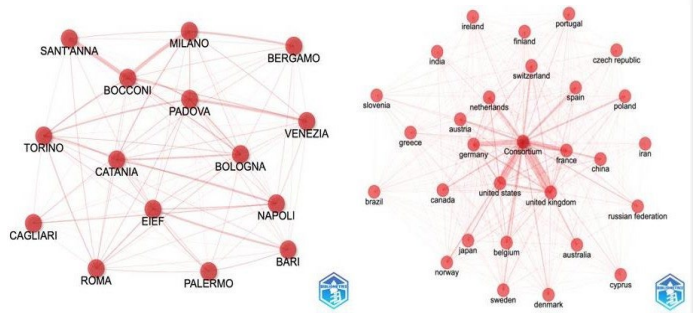 SANT'ANNA
MILANO
BERGAMO
BOCCONI
PADOVA
VENEZIA
TORINO
BOLOGNA
CATANIA
NAPOLI
EIEF
CAGLIARI
BARI
ROMA
PALERMO
ireland
portugal
finland
czech republic
india
switzerland
spain
slovenia
netherlands
poland
austria
greece
germany
Consortium
france
iran
china
brazil
canada
united states
united kingdom
russian federation
japan
belgium
australia
norway
cyprus
sweden
denmark